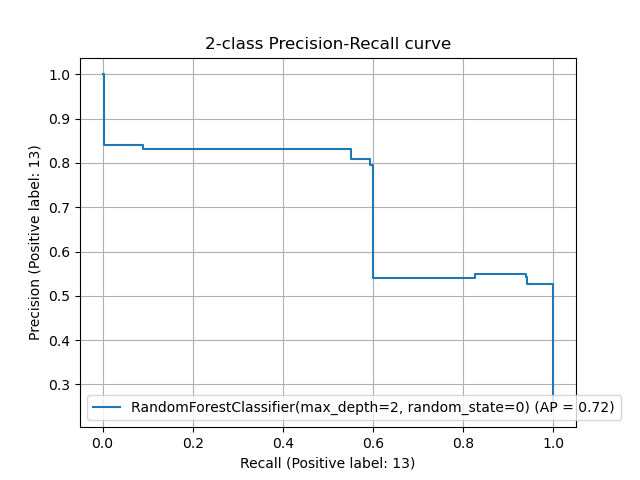 2-class Precision-Recall curve
1.0
0.9
0.8
0.7
0.6
0.5
0.4
0.3
Precision (Positive label: 13)
RandomForestClassifier(max_depth=2, random_state=0) (AP = 0.72)
0.0 0.2 0.4 0.6 0.8 1.0
Recall (Positive label: 13)